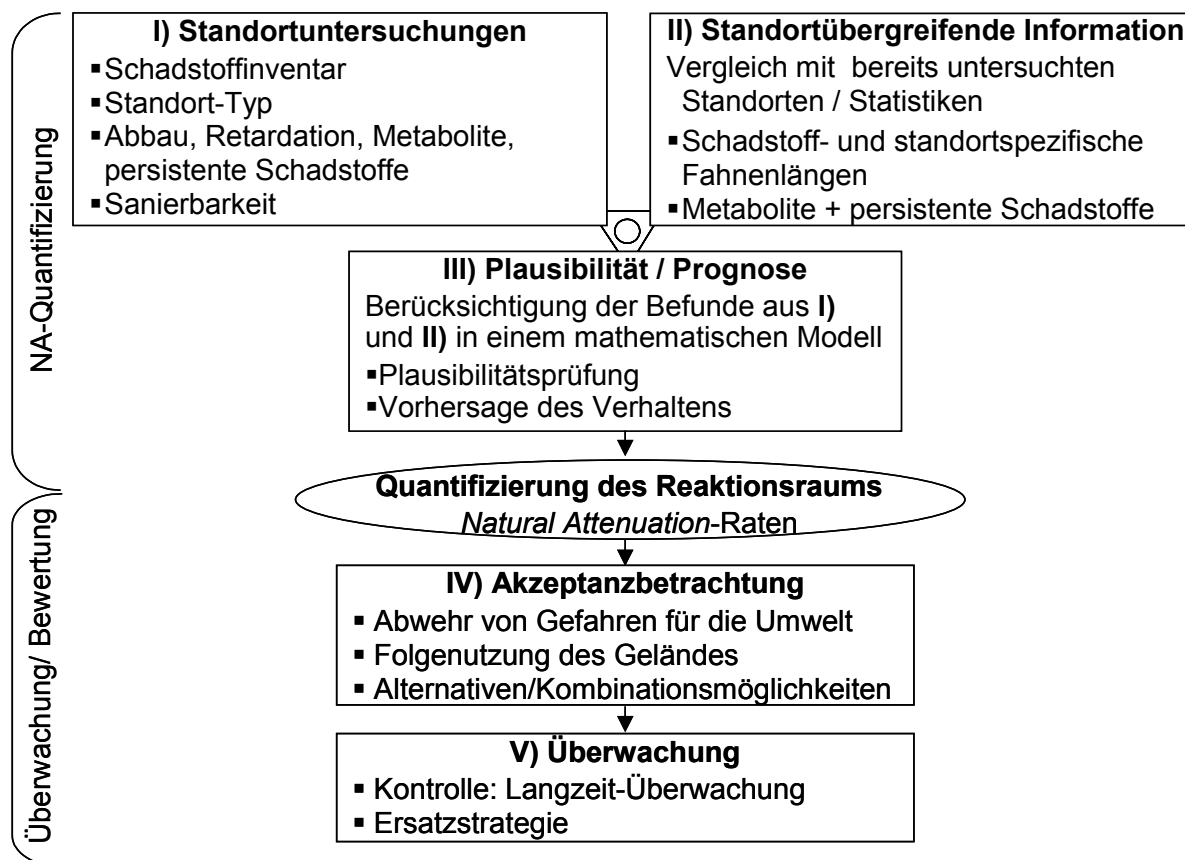 NA-Quantifizierung
I) Standortuntersuchungen
▪Schadstoffinventar
▪Standort-Typ
▪Abbau, Retardation, Metabolite,
persistente Schadstoffe
▪Sanierbarkeit
II) Standortübergreifende Information
Vergleich mit bereits untersuchten
Standorten / Statistiken
▪Schadstoff- und standortspezifische
Fahnenlängen
▪Metabolite + persistente Schadstoffe
III) Plausibilität / Prognose
Berücksichtigung der Befunde aus I)
und II) in einem mathematischen Modell
▪Plausibilitätsprüfung
▪Vorhersage des Verhaltens
Quantifizierung des Reaktionsraums
Natural Attenuation-Raten
Überwachung/ Bewertung
IV) Akzeptanzbetrachtung
▪ Abwehr von Gefahren für die Umwelt
▪ Folgenutzung des Geländes
▪ Alternativen/Kombinationsmöglichkeiten
V) Überwachung
▪ Kontrolle: Langzeit-Überwachung
▪ Ersatzstrategie